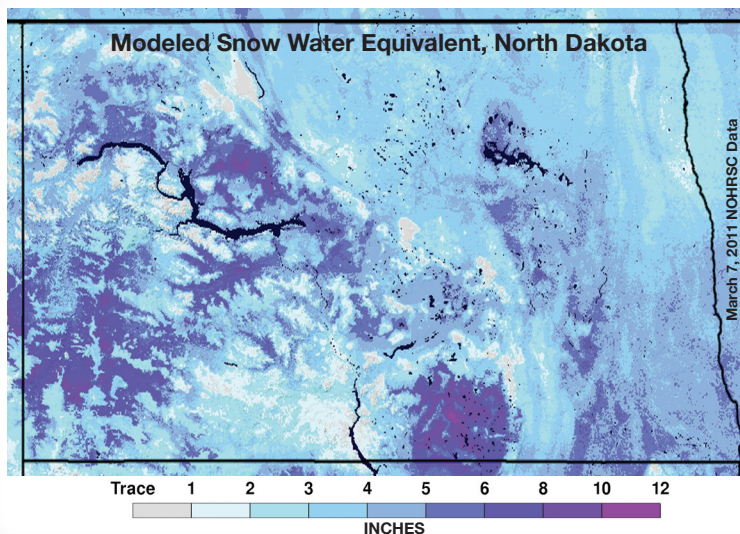 Modeled Snow Water Equivalent, North Dakota
March 7, 2011 NOHRSC Data
Trace 1 2 3 4 5 6 8 10 12
INCHES